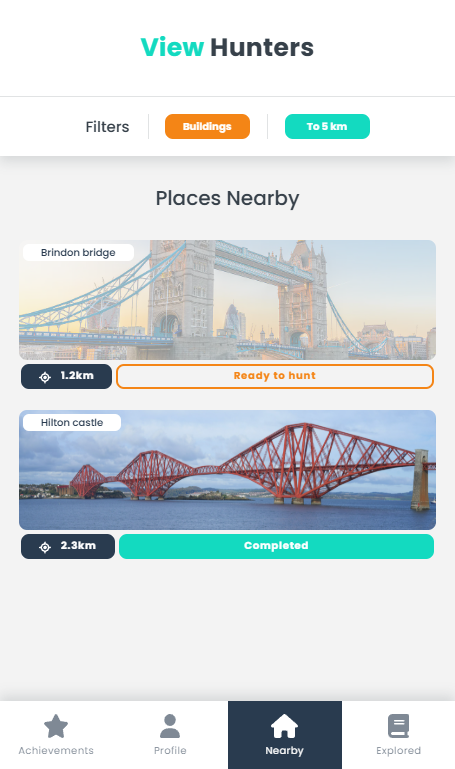 View Hunters
Filters
Buildings
To 5 km
Places Nearby
Brindon bridge
1.2km
Ready to hunt
Hilton castle
2.3km
Completed
Achievements
Profile
Nearby
Explored